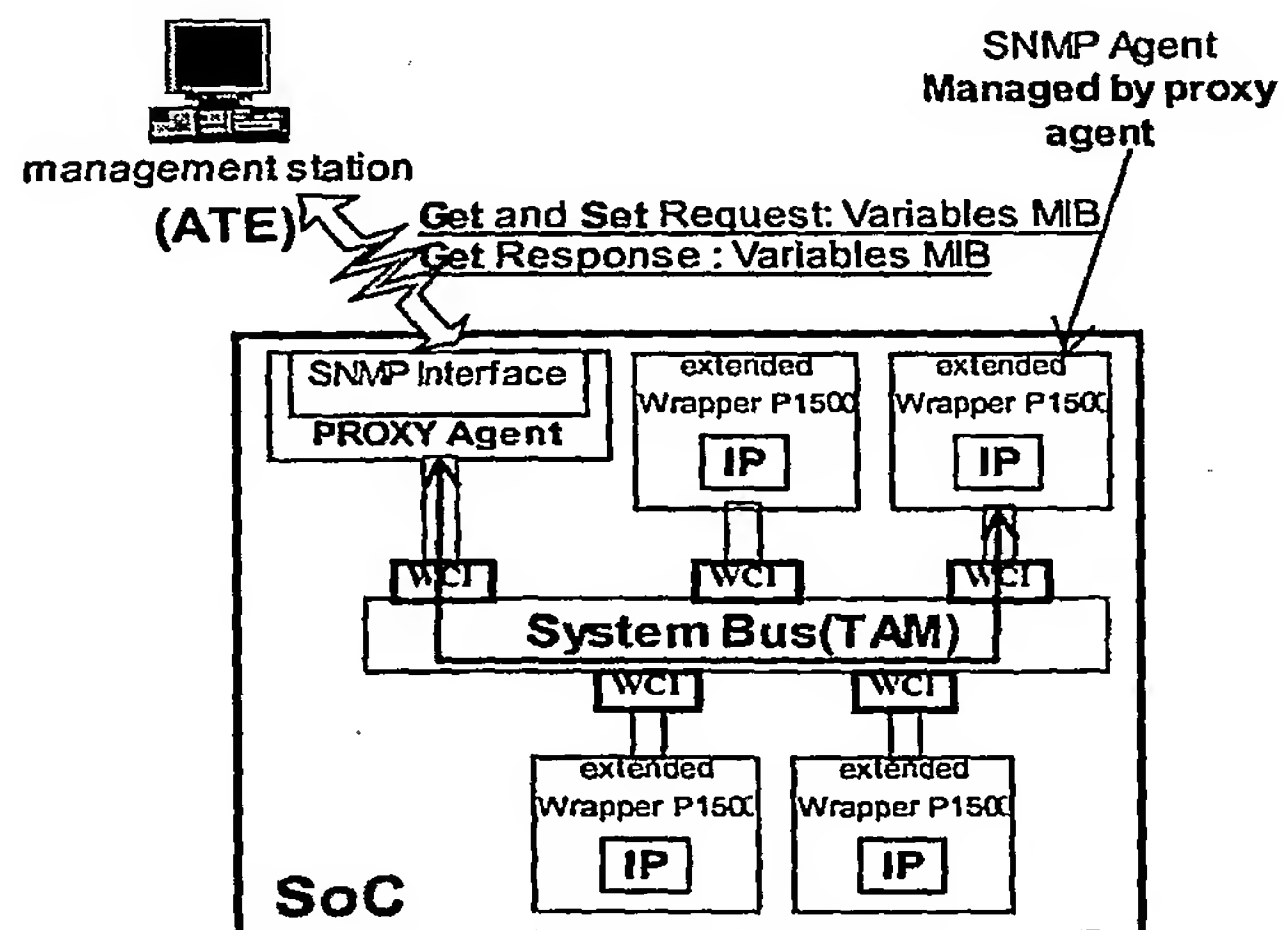 SNMP Agent
Managed by proxy
agent
management station
(ATE)
Get and Set Request: Variables MIB
Get Response : Variables MIB
SNMP Interface
PROXY Agent
extended
Wrapper P1500
IP
extended
Wrapper P1500
IP
WCI
WCI
WCI
System Bus(TAM)
WCI
WCI
extended
Wrapper P1500
IP
extended
Wrapper P1500
IP
SoC